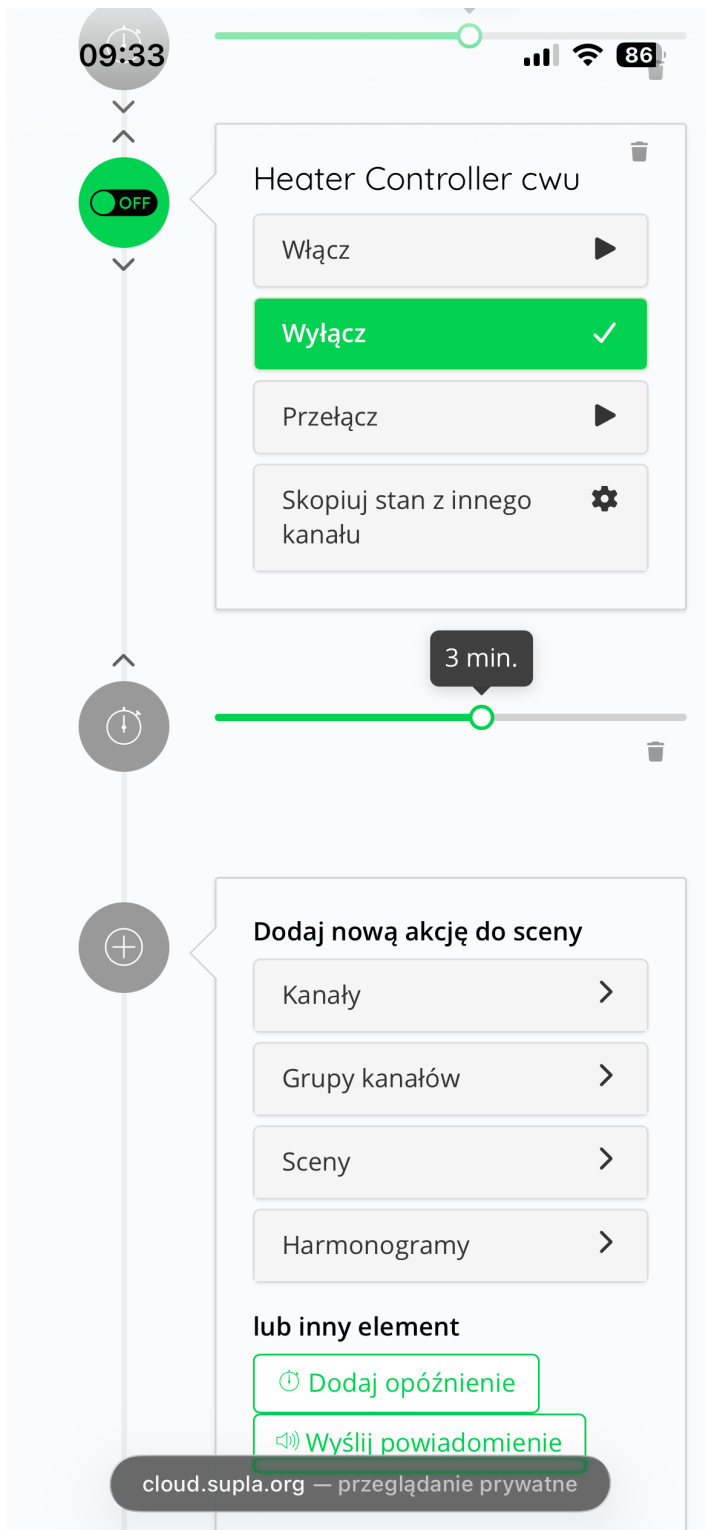 09:33
86
Heater Controller cwu
OFF
Włącz
Wyłącz
Przełącz
Skopiuj stan z innego
kanału
3 min.
Dodaj nową akcję do sceny
Kanały
Grupy kanałów
Sceny
Harmonogramy
lub inny element
Dodaj opóźnienie
Wyślij powiadomienie
cloud.supla.org — przeglądanie prywatne